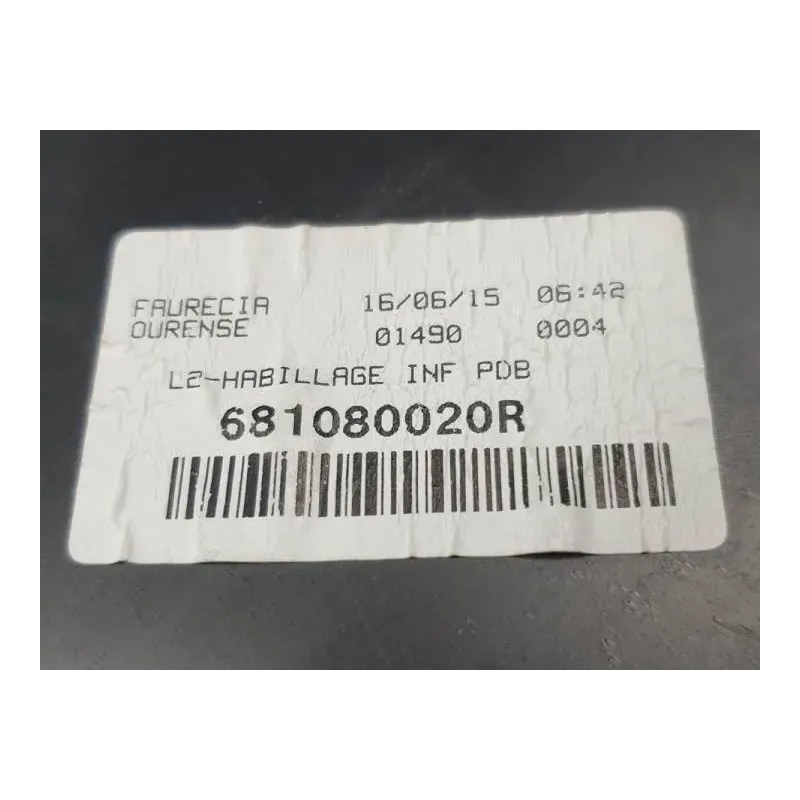 FAURECIA 16/06/15 06:42
OURENSE 01490 0004
L2-HABILLAGE INF PDB
681080020R